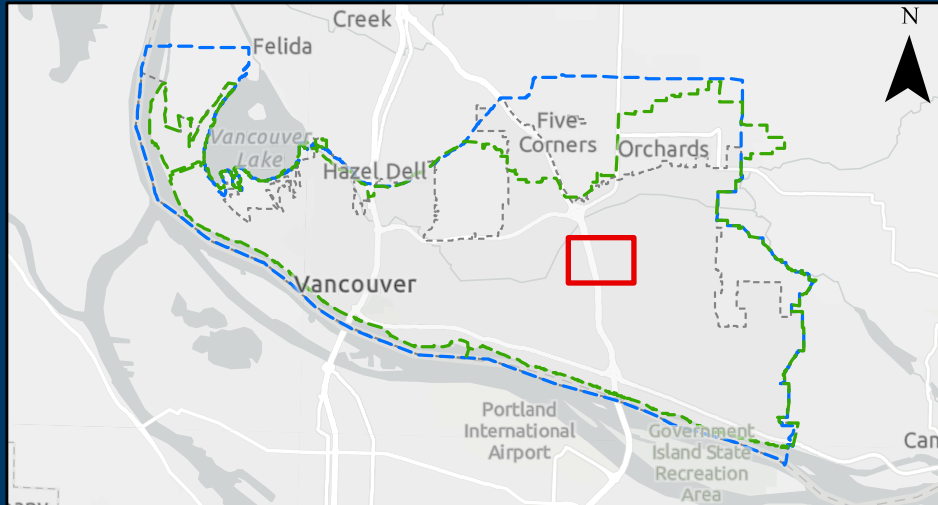 Creek
N
Felida
Vancouver
Lake
Five-
Corners
Orchards
Hazel Dell
Vancouver
Portland
International
Airport
Government
Island State
Recreation
Area
Cam